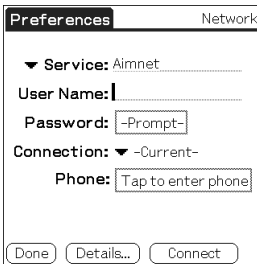 Preferences Network
Service: Aimnet
User Name:
Password: -Prompt-
Connection: -Current-
Phone: Tap to enter phone
Done Details... Connect